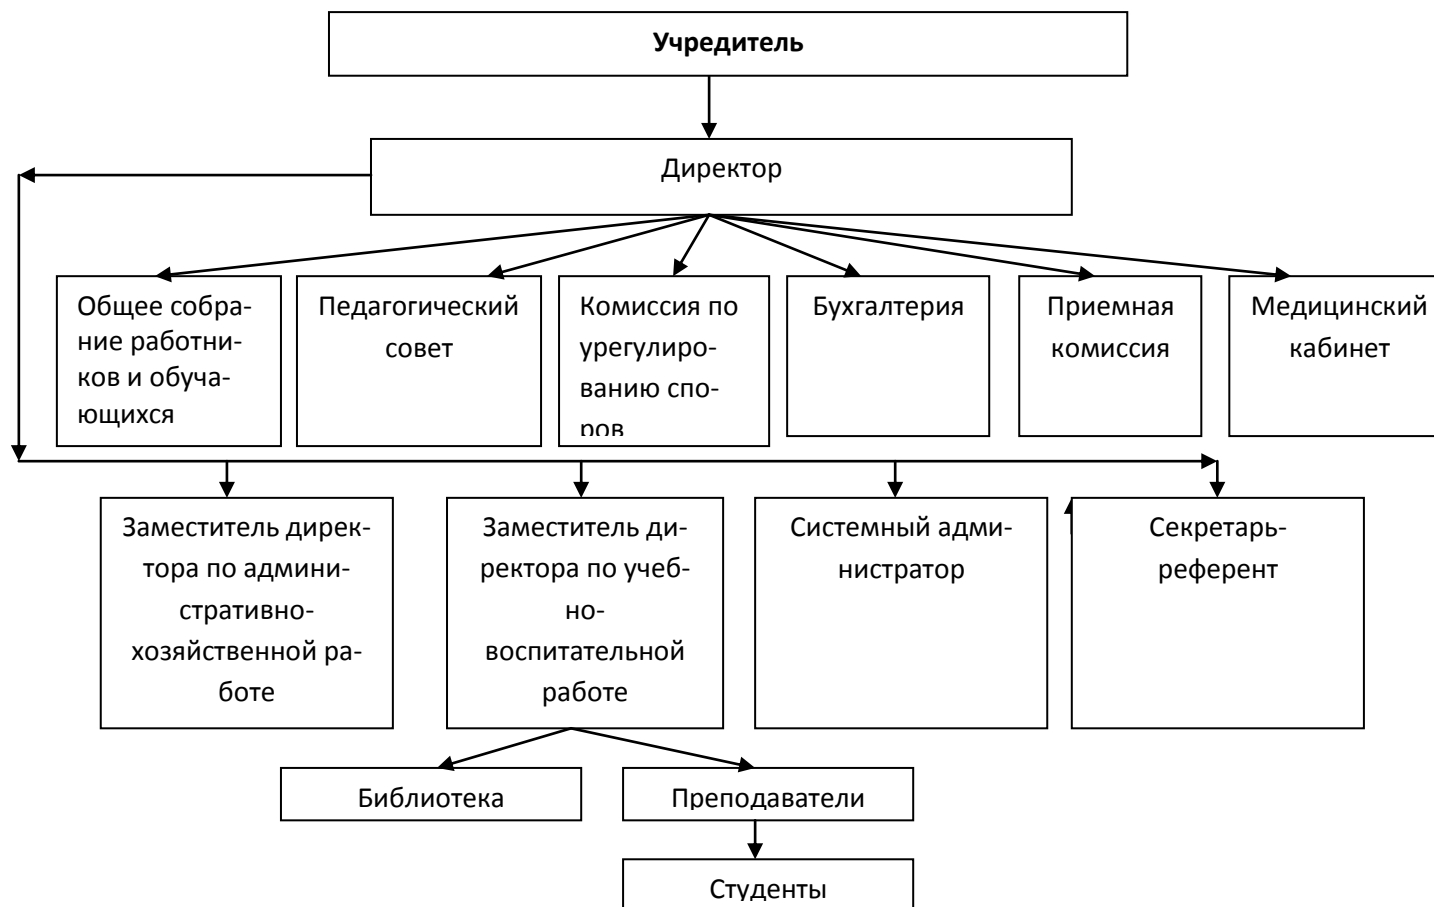 Учредитель
Директор
Общее собра-
ние работни-
ков и обуча-
ющихся
Педагогический
совет
Комиссия по
урегулиро-
ванию спо-
ров
Бухгалтерия
Приемная
комиссия
Медицинский
кабинет
Заместитель дирек-
тора по админи-
стративно-
хозяйственной ра-
боте
Заместитель ди-
ректора по учеб-
но-
воспитательной
работе
Системный адми-
нистратор
Секретарь-
референт
Библиотека
Преподаватели
Студенты